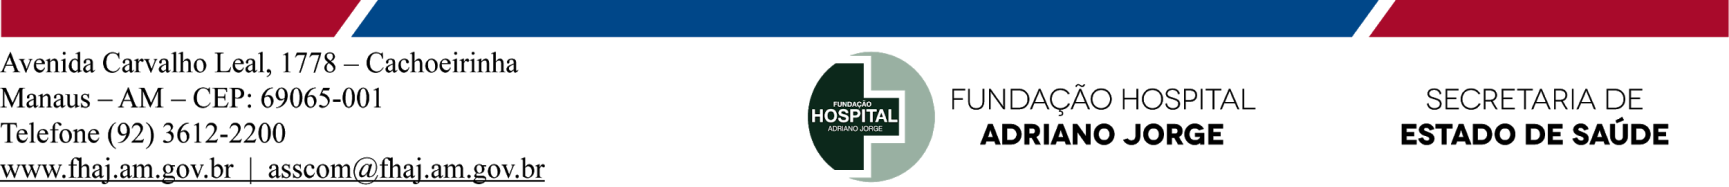 Avenida Carvalho Leal, 1778 – Cachoeirinha
Manaus – AM – CEP: 69065-001
Telefone (92) 3612-2200
www.fhaj.am.gov.br | asscom@fhaj.am.gov.br
FUNDAÇÃO
HOSPITAL
ADRIANO JORGE
FUNDAÇÃO HOSPITAL
ADRIANO JORGE
SECRETARIA DE
ESTADO DE SAÚDE